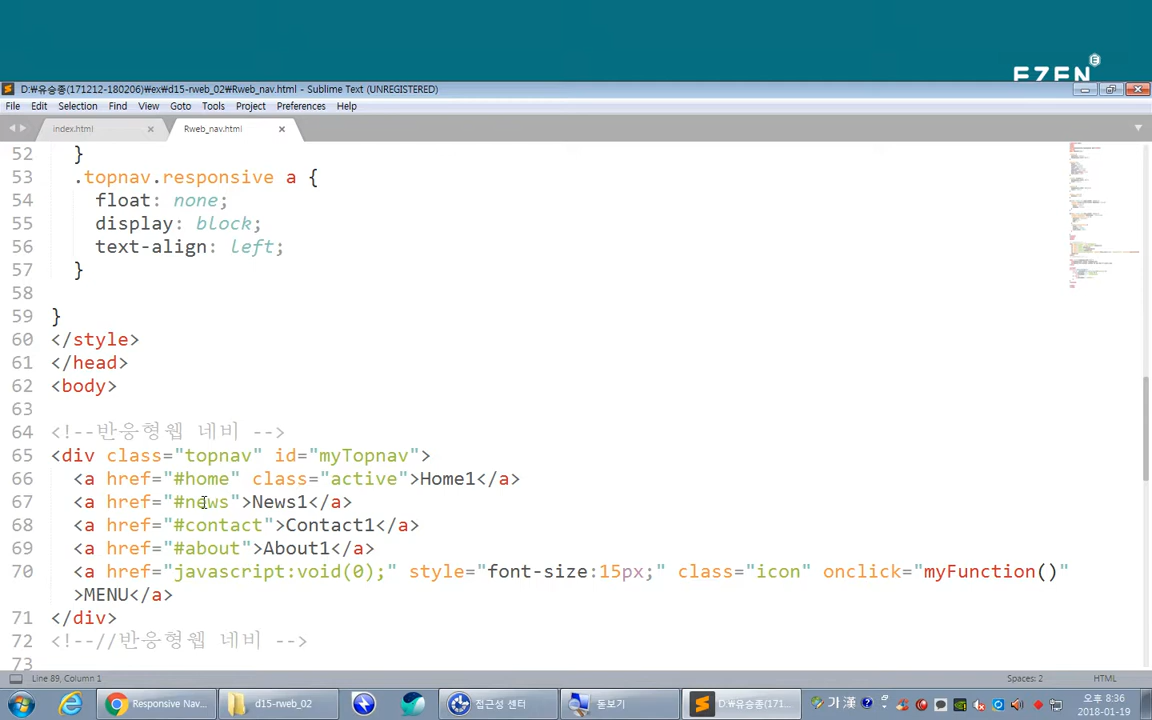 EZEN
D:₩유승종(171212-180206)₩ex₩d15-rweb_02₩Rweb_nav.html - Sublime Text (UNREGISTERED)
File Edit Selection Find View Goto Tools Project Preferences Help
index.html Rweb_nav.html
52 }
53 .topnav.responsive a {
54 float: none;
55 display: block;
56 text-align: left;
57 }
58
59 }
60 </style>
61 </head>
62 <body>
63
64 <!--반응형웹 네비 -->
65 <div class="topnav" id="myTopnav">
66 <a href="#home" class="active">Home1</a>
67 <a href="#news">News1</a>
68 <a href="#contact">Contact1</a>
69 <a href="#about">About1</a>
70 <a href="javascript:void(0);" style="font-size:15px;" class="icon" onclick="myFunction()"
>MENU</a>
71 </div>
72 <!--//반응형웹 네비 -->
73
Line 89, Column 1 Spaces: 2 HTML
Responsive Nav... d15-rweb_02 접근성 센터 돋보기 D:₩유승종(171... 가 漢 오후 8:36
2018-01-19